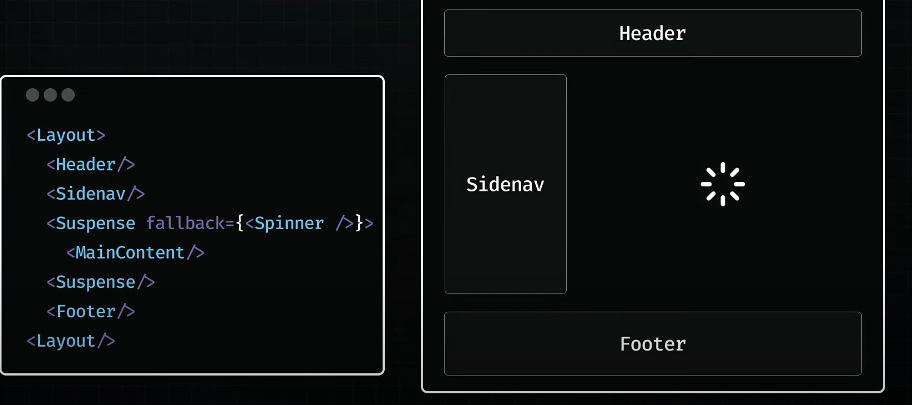 <Layout>
<Header/>
<Sidenav/>
<Suspense fallback={<Spinner />}>
<MainContent/>
<Suspense/>
<Footer/>
<Layout/>
Header
Sidenav
Footer